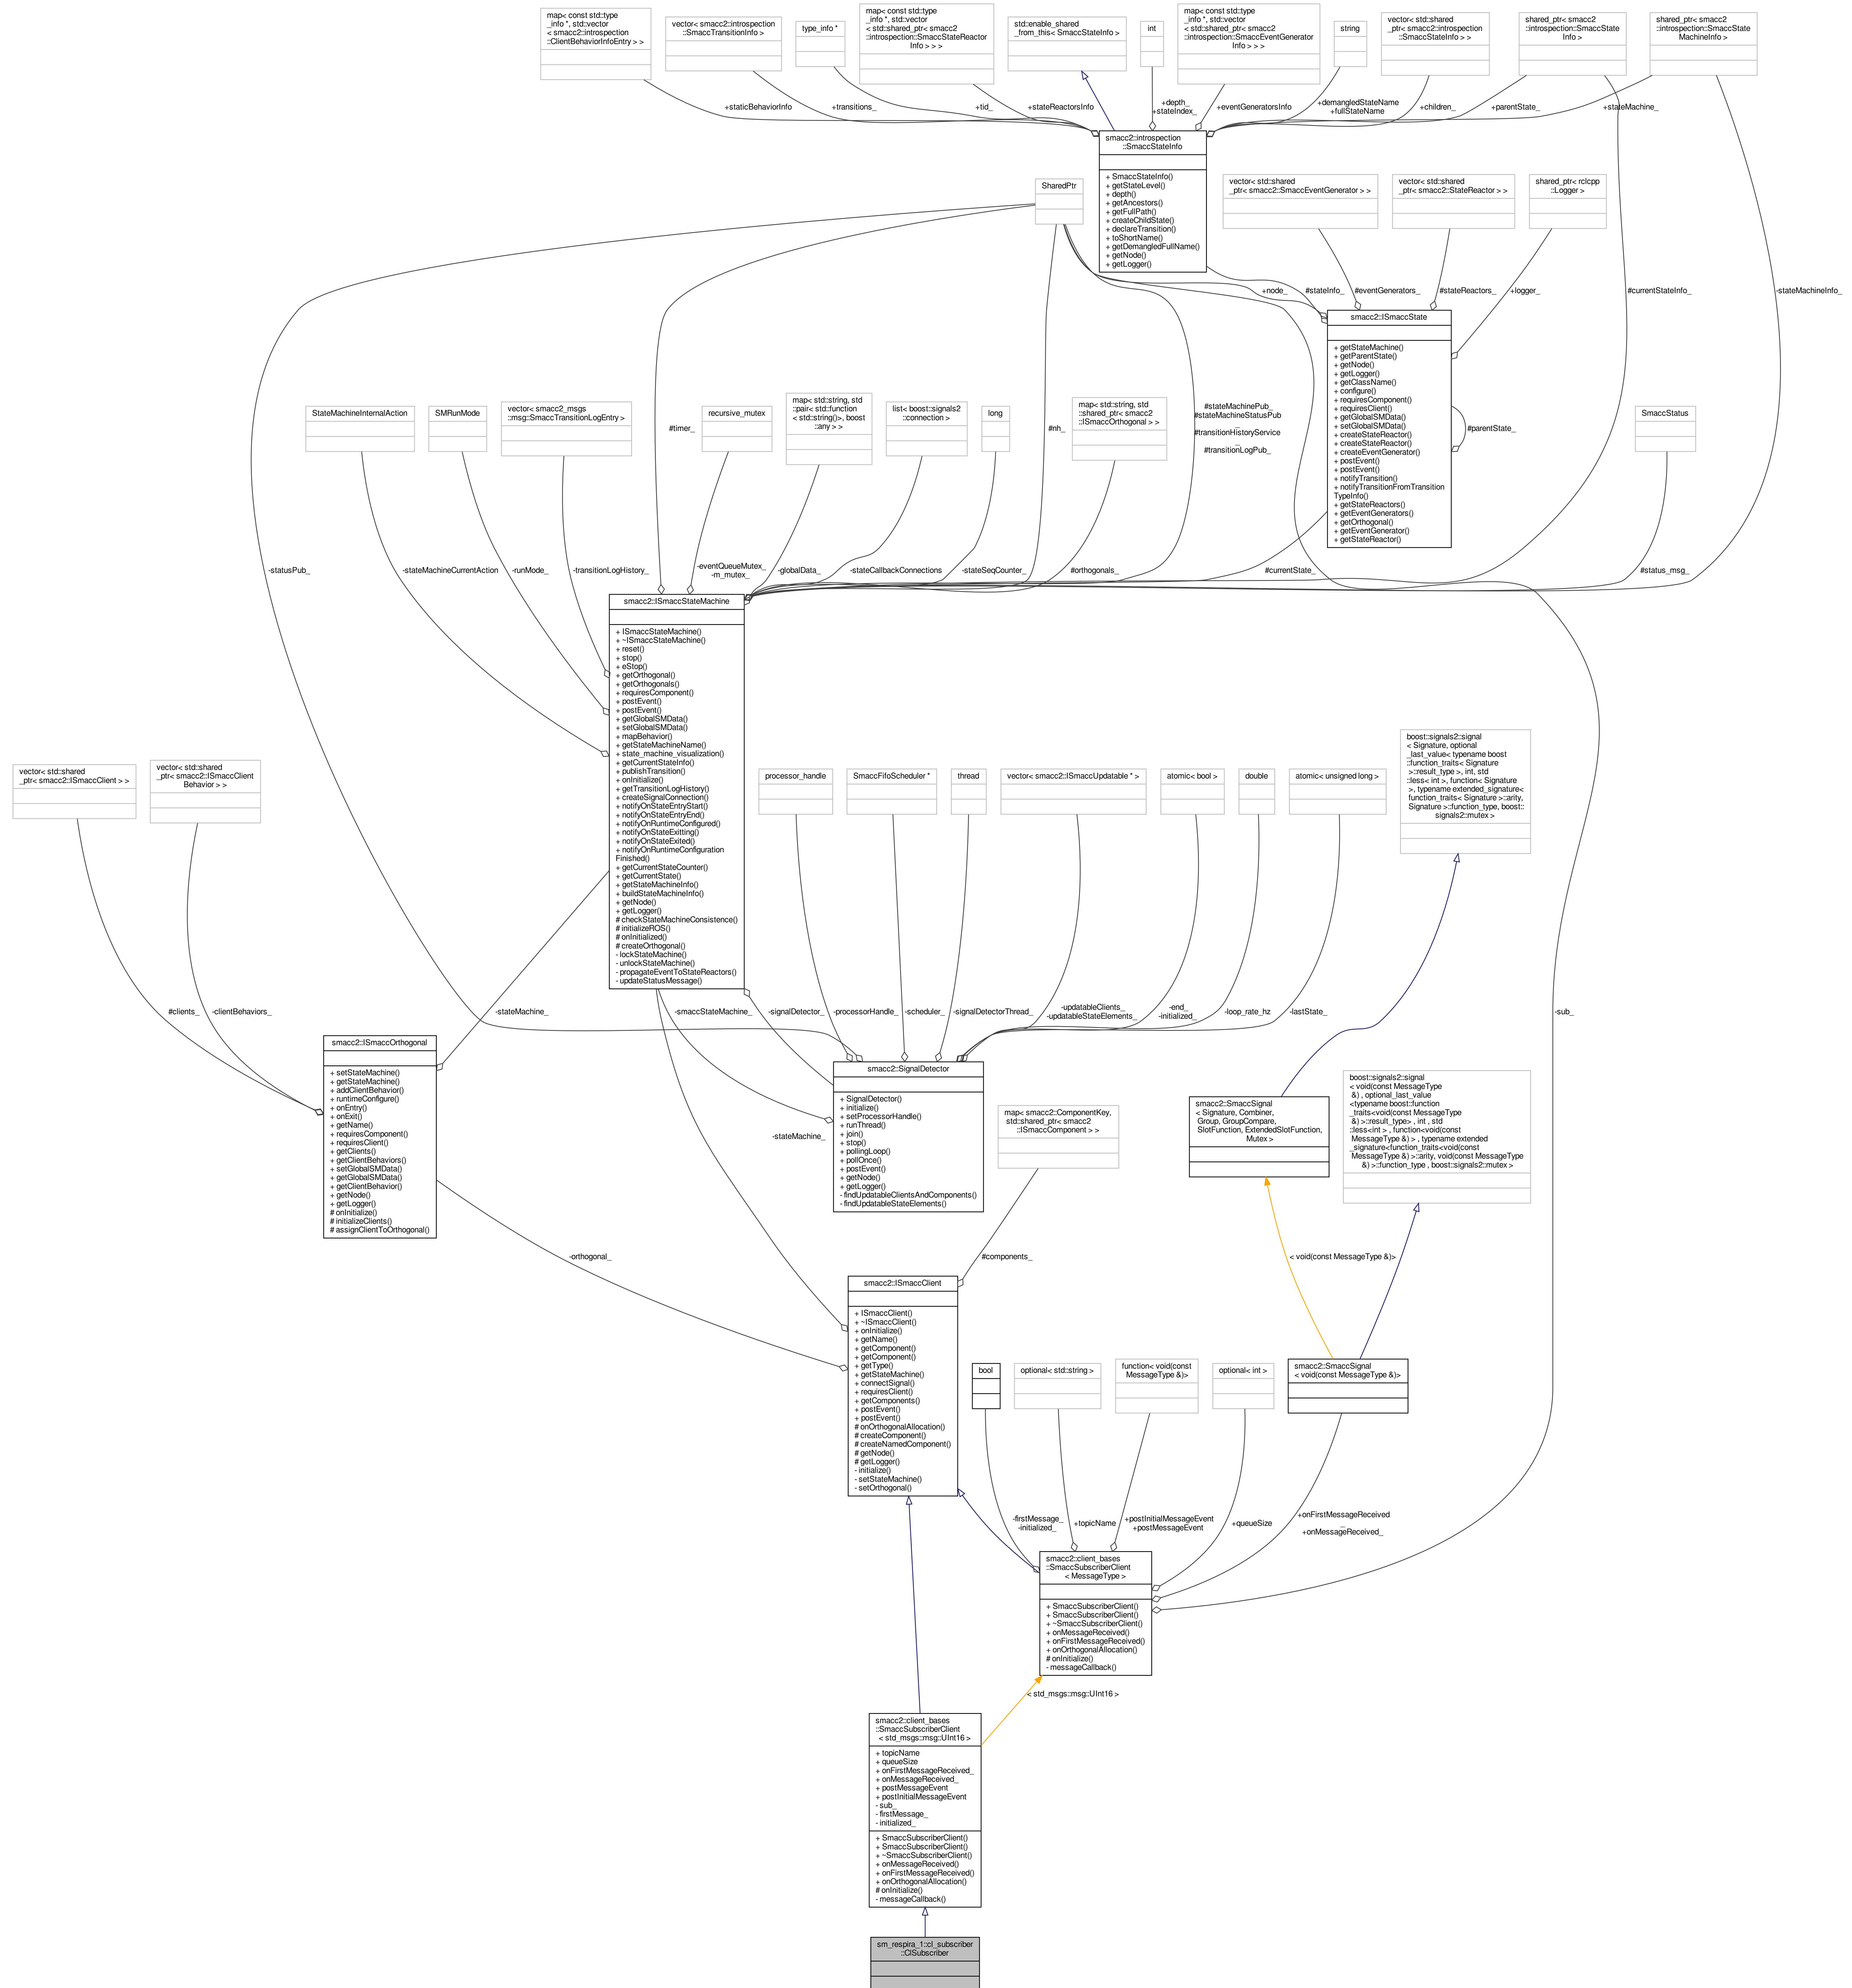 map< const std::type
_info *, std::vector
< smacc2::introspection
::ClientBehaviorInfoEntry > >
vector< smacc2::introspection
::SmaccTransitionInfo >
type_info *
map< const std::type
_info *, std::vector
< std::shared_ptr< smacc2
::introspection::SmaccStateReactor
Info > > >
std::enable_shared
_from_this< SmaccStateInfo >
int
map< const std::type
_info *, std::vector
< std::shared_ptr< smacc2
::introspection::SmaccEventGenerator
Info > > >
string
vector< std::shared
_ptr< smacc2::introspection
::SmaccStateInfo > >
shared_ptr< smacc2
::introspection::SmaccState
Info >
shared_ptr< smacc2
::introspection::SmaccState
MachineInfo >
+staticBehaviorInfo
+transitions_
+tid_
+stateReactorsInfo
+depth_
+stateIndex_
+eventGeneratorsInfo
+demangledStateName
+fullStateName
+children_
+parentState_
+stateMachine_
smacc2::introspection
::SmaccStateInfo
+ SmaccStateInfo()
+ getStateLevel()
+ depth()
+ getAncestors()
+ getFullPath()
+ createChildState()
+ declareTransition()
+ toShortName()
+ getDemangledFullName()
+ getNode()
+ getLogger()
SharedPtr
vector< std::shared
_ptr< smacc2::SmaccEventGenerator > >
vector< std::shared
_ptr< smacc2::StateReactor > >
shared_ptr< rclcpp
::Logger >
+node_
#stateInfo_
#eventGenerators_
#stateReactors_
+logger_
#currentStateInfo_
-stateMachineInfo_
smacc2::ISmaccState
+ getStateMachine()
+ getParentState()
+ getNode()
+ getLogger()
+ getClassName()
+ configure()
+ requiresComponent()
+ requiresClient()
+ getGlobalSMData()
+ setGlobalSMData()
+ createStateReactor()
+ createStateReactor()
+ createEventGenerator()
+ postEvent()
+ postEvent()
+ notifyTransition()
+ notifyTransitionFromTransition
TypeInfo()
+ getStateReactors()
+ getEventGenerators()
+ getOrthogonal()
+ getEventGenerator()
+ getStateReactor()
#parentState_
StateMachineInternalAction
SMRunMode
vector< smacc2_msgs
::msg::SmaccTransitionLogEntry >
recursive_mutex
map< std::string, std
::pair< std::function
< std::string()>, boost
::any > >
list< boost::signals2
::connection >
long
map< std::string, std
::shared_ptr< smacc2
::ISmaccOrthogonal > >
SmaccStatus
#timer_
#nh_
#stateMachinePub_
#stateMachineStatusPub
_
#transitionHistoryService
_
#transitionLogPub_
-statusPub_
-stateMachineCurrentAction
-runMode_
-transitionLogHistory_
-eventQueueMutex_
-m_mutex_
-globalData_
-stateCallbackConnections
-stateSeqCounter_
#orthogonals_
#currentState_
#status_msg_
smacc2::ISmaccStateMachine
+ ISmaccStateMachine()
+ ~ISmaccStateMachine()
+ reset()
+ stop()
+ eStop()
+ getOrthogonal()
+ getOrthogonals()
+ requiresComponent()
+ postEvent()
+ postEvent()
+ getGlobalSMData()
+ setGlobalSMData()
+ mapBehavior()
+ getStateMachineName()
+ state_machine_visualization()
+ getCurrentStateInfo()
+ publishTransition()
+ onInitialize()
+ getTransitionLogHistory()
+ createSignalConnection()
+ notifyOnStateEntryStart()
+ notifyOnStateEntryEnd()
+ notifyOnRuntimeConfigured()
+ notifyOnStateExitting()
+ notifyOnStateExited()
+ notifyOnRuntimeConfiguration
Finished()
+ getCurrentStateCounter()
+ getCurrentState()
+ getStateMachineInfo()
+ buildStateMachineInfo()
+ getNode()
+ getLogger()
# checkStateMachineConsistence()
# initializeROS()
# onInitialized()
# createOrthogonal()
- lockStateMachine()
- unlockStateMachine()
- propagateEventToStateReactors()
- updateStatusMessage()
vector< std::shared
_ptr< smacc2::ISmaccClient > >
vector< std::shared
_ptr< smacc2::ISmaccClient
Behavior > >
processor_handle
SmaccFifoScheduler *
thread
vector< smacc2::ISmaccUpdatable * >
atomic< bool >
double
atomic< unsigned long >
boost::signals2::signal
< Signature, optional
_last_value< typename boost
::function_traits< Signature
>::result_type >, int, std
::less< int >, function< Signature
>, typename extended_signature<
function_traits< Signature >::arity,
Signature >::function_type, boost::
signals2::mutex >
#clients_
-clientBehaviors_
-stateMachine_
-smaccStateMachine_
-signalDetector_
-processorHandle_
-scheduler_
-signalDetectorThread_
-updatableClients_
-updatableStateElements_
-end_
-initialized_
-loop_rate_hz
-lastState_
-sub_
smacc2::ISmaccOrthogonal
+ setStateMachine()
+ getStateMachine()
+ addClientBehavior()
+ runtimeConfigure()
+ onEntry()
+ onExit()
+ getName()
+ requiresComponent()
+ requiresClient()
+ getClients()
+ getClientBehaviors()
+ setGlobalSMData()
+ getGlobalSMData()
+ getClientBehavior()
+ getNode()
+ getLogger()
# onInitialize()
# initializeClients()
# assignClientToOrthogonal()
smacc2::SignalDetector
+ SignalDetector()
+ initialize()
+ setProcessorHandle()
+ runThread()
+ join()
+ stop()
+ pollingLoop()
+ pollOnce()
+ postEvent()
+ getNode()
+ getLogger()
- findUpdatableClientsAndComponents()
- findUpdatableStateElements()
-stateMachine_
map< smacc2::ComponentKey,
std::shared_ptr< smacc2
::ISmaccComponent > >
smacc2::SmaccSignal
< Signature, Combiner,
Group, GroupCompare,
SlotFunction, ExtendedSlotFunction,
Mutex >
boost::signals2::signal
< void(const MessageType
&) , optional_last_value
<typename boost::function
_traits<void(const MessageType
&) >::result_type> , int , std
::less<int > , function<void(const
MessageType &) > , typename extended
_signature<function_traits<void(const
MessageType &) >::arity, void(const MessageType
&) >::function_type , boost::signals2::mutex >
-orthogonal_
#components_
< void(const MessageType &)>
smacc2::ISmaccClient
+ ISmaccClient()
+ ~ISmaccClient()
+ onInitialize()
+ getName()
+ getComponent()
+ getComponent()
+ getType()
+ getStateMachine()
+ connectSignal()
+ requiresClient()
+ getComponents()
+ postEvent()
+ postEvent()
# onOrthogonalAllocation()
# createComponent()
# createNamedComponent()
# getNode()
# getLogger()
- initialize()
- setStateMachine()
- setOrthogonal()
bool
optional< std::string >
function< void(const
MessageType &)>
optional< int >
smacc2::SmaccSignal
< void(const MessageType &)>
-firstMessage_
-initialized_
+topicName
+postInitialMessageEvent
+postMessageEvent
+queueSize
+onFirstMessageReceived
_
+onMessageReceived_
smacc2::client_bases
::SmaccSubscriberClient
< MessageType >
+ SmaccSubscriberClient()
+ SmaccSubscriberClient()
+ ~SmaccSubscriberClient()
+ onMessageReceived()
+ onFirstMessageReceived()
+ onOrthogonalAllocation()
# onInitialize()
- messageCallback()
< std_msgs::msg::UInt16 >
smacc2::client_bases
::SmaccSubscriberClient
< std_msgs::msg::UInt16 >
+ topicName
+ queueSize
+ onFirstMessageReceived_
+ onMessageReceived_
+ postMessageEvent
+ postInitialMessageEvent
- sub_
- firstMessage_
- initialized_
+ SmaccSubscriberClient()
+ SmaccSubscriberClient()
+ ~SmaccSubscriberClient()
+ onMessageReceived()
+ onFirstMessageReceived()
+ onOrthogonalAllocation()
# onInitialize()
- messageCallback()
sm_respira_1::cl_subscriber
::ClSubscriber